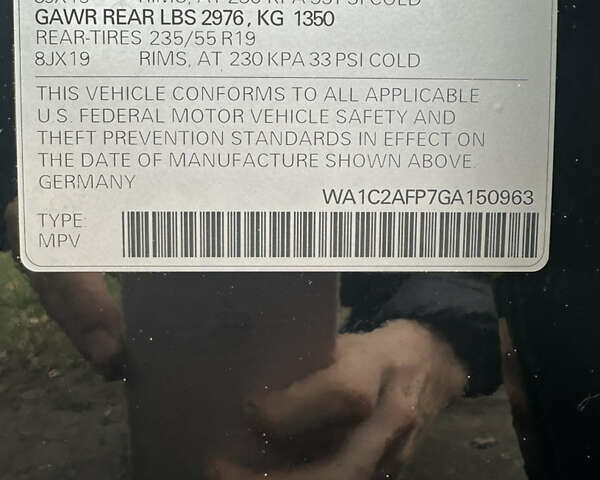 GAWR REAR LBS 2976, KG 1350
REAR-TIRES 235/55 R19
8JX19 RIMS, AT 230 KPA 33 PSI COLD
THIS VEHICLE CONFORMS TO ALL APPLICABLE
U.S. FEDERAL MOTOR VEHICLE SAFETY AND
THEFT PREVENTION STANDARDS IN EFFECT ON
THE DATE OF MANUFACTURE SHOWN ABOVE.
GERMANY
WA1C2AFP7GA150963
TYPE:
MPV